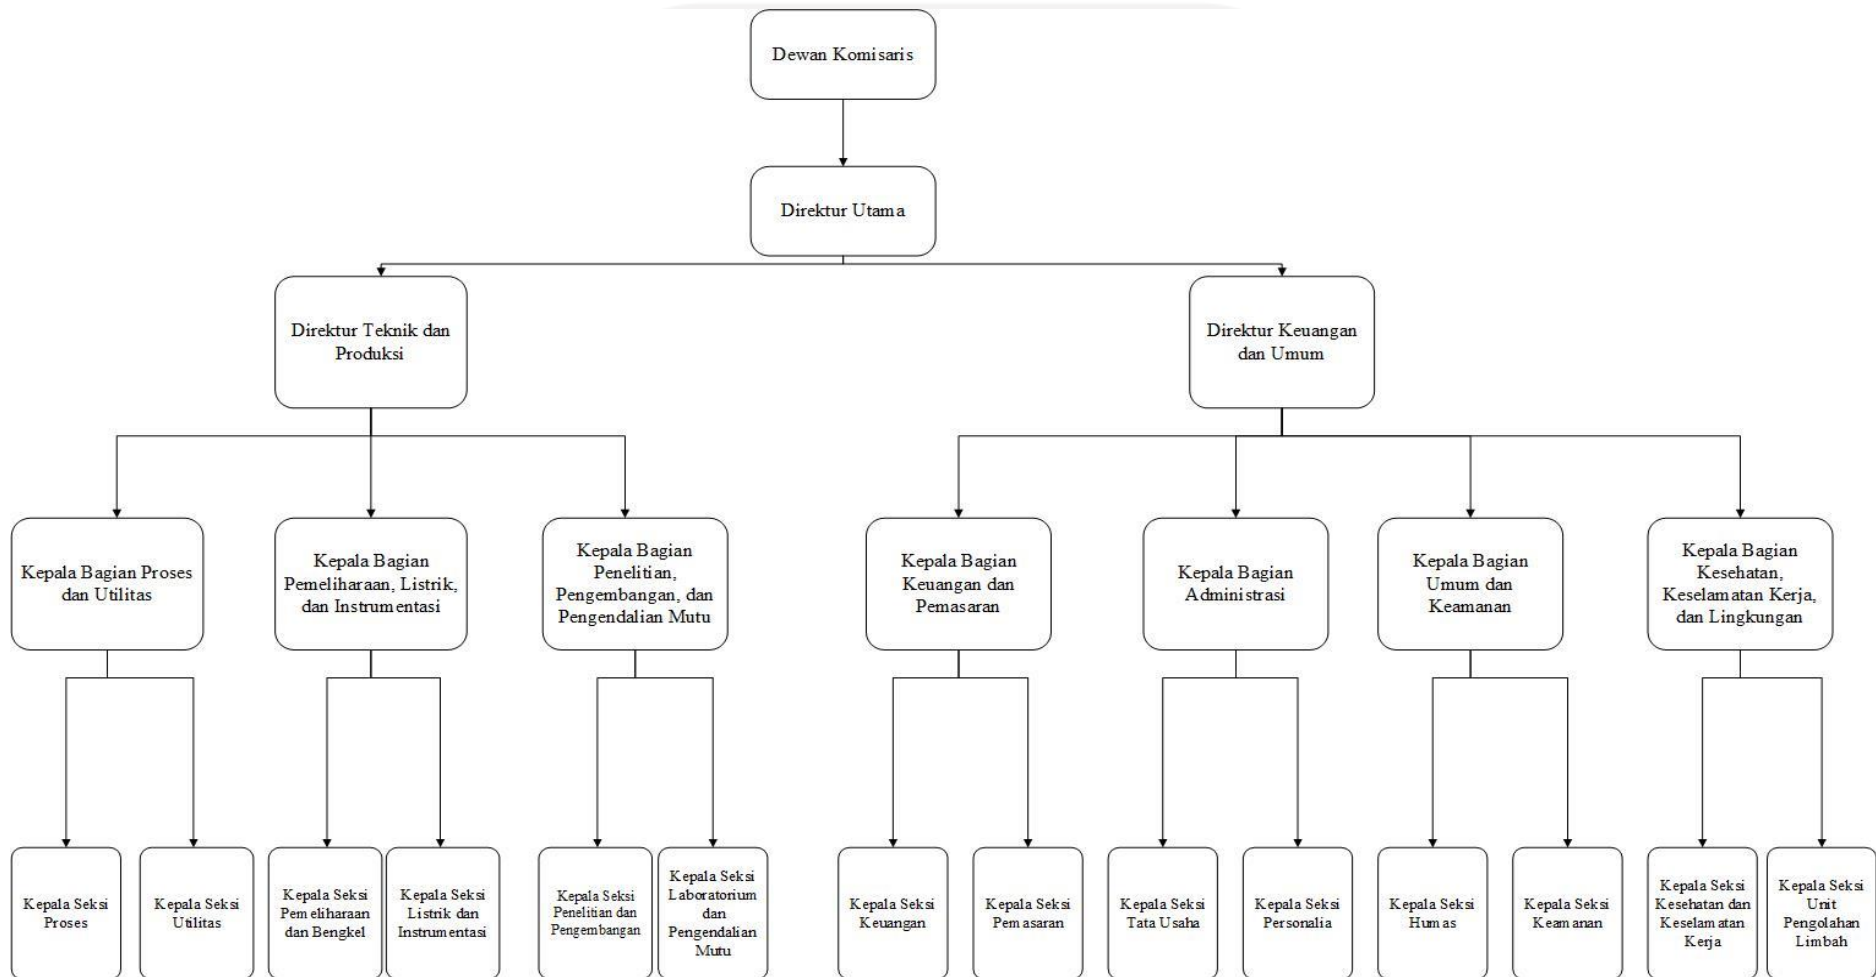 Dewan Komisaris
Direktur Utama
Direktur Teknik dan
Produksi
Direktur Keuangan
dan Umum
Kepala Bagian Proses
dan Utilitas
Kepala Bagian
Pemeliharaan, Listrik,
dan Instrumentasi
Kepala Bagian
Penelitian,
Pengembangan, dan
Pengendalian Mutu
Kepala Bagian
Keuangan dan
Pemasaran
Kepala Bagian
Administrasi
Kepala Bagian
Umum dan
Keamanan
Kepala Bagian
Kesehatan,
Keselamatan Kerja,
dan Lingkungan
Kepala Seksi
Proses
Kepala Seksi
Utilitas
Kepala Seksi
Pemeliharaan
dan Bengkel
Kepala Seksi
Listrik dan
Instrumentasi
Kepala Seksi
Penelitian dan
Pengembangan
Kepala Seksi
Laboratorium
dan
Pengendalian
Mutu
Kepala Seksi
Keuangan
Kepala Seksi
Pemasaran
Kepala Seksi
Tata Usaha
Kepala Seksi
Personalia
Kepala Seksi
Humas
Kepala Seksi
Keamanan
Kepala Seksi
Kesehatan dan
Keselamatan
Kerja
Kepala Seksi
Unit
Pengolahan
Limbah